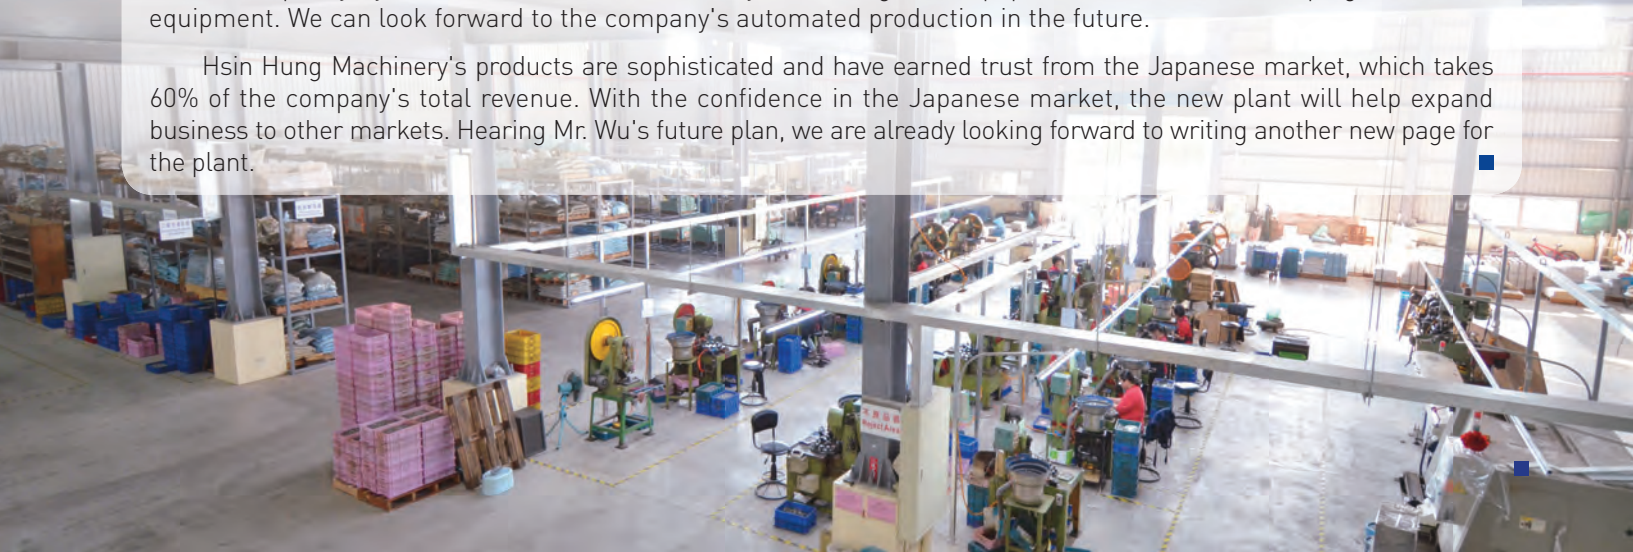 equipment. We can look forward to the company's automated production in the future.
Hsin Hung Machinery's products are sophisticated and have earned trust from the Japanese market, which takes
60% of the company's total revenue. With the confidence in the Japanese market, the new plant will help expand
business to other markets. Hearing Mr. Wu's future plan, we are already looking forward to writing another new page for
the plant.
Reject Area